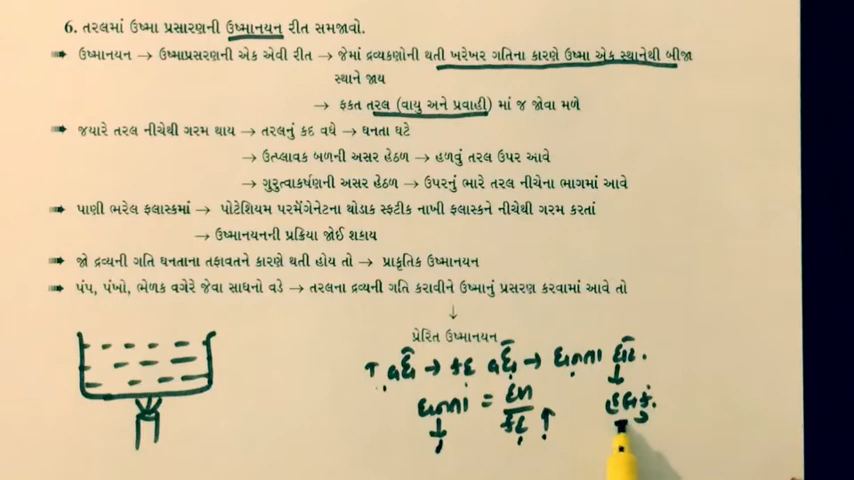 6. તરલમાં ઉષ્મા પ્રસારણની ઉષ્માનયન રીત સમજાવો.
ઉષ્માનયન → ઉષ્માપ્રસરણની એક એવી રીત → જેમાં દ્રવ્યકણોની થતી ખરેખર ગતિના કારણે ઉષ્મા એક સ્થાનેથી બીજા
સ્થાને જાય
→ ફક્ત તરલ (વાયુ અને પ્રવાહી) માં જ જોવા મળે
જયારે તરલ નીચેથી ગરમ થાય → તરલનું કદ વધે → ઘનતા ઘટે
→ ઉત્પ્લાવક બળની અસર હેઠળ → હળવું તરલ ઉપર આવે
→ ગુરુત્વાકર્ષણની અસર હેઠળ → ઉપરનું ભારે તરલ નીચેના ભાગમાં આવે
પાણી ભરેલ ફલાસ્કમાં → પોટેશિયમ પરમેંગેનેટના થોડાક સ્ફટીક નાખી ફલાસ્કને નીચેથી ગરમ કરતાં
→ ઉષ્માનયનની પ્રક્રિયા જોઈ શકાય
જો દ્રવ્યની ગતિ ઘનતાના તફાવતને કારણે થતી હોય તો → પ્રાકૃતિક ઉષ્માનયન
પંપ, પંખો, ભેળક વગેરે જેવા સાધનો વડે → તરલના દ્રવ્યની ગતિ કરાવીને ઉષ્માનું પ્રસરણ કરવામાં આવે તો
↓
પ્રેરિત ઉષ્માનયન
↑ વધે → કદ વધે → ઘનતા ઘટે.
↓
ઘનતા = દળ / કદ ↑
↓